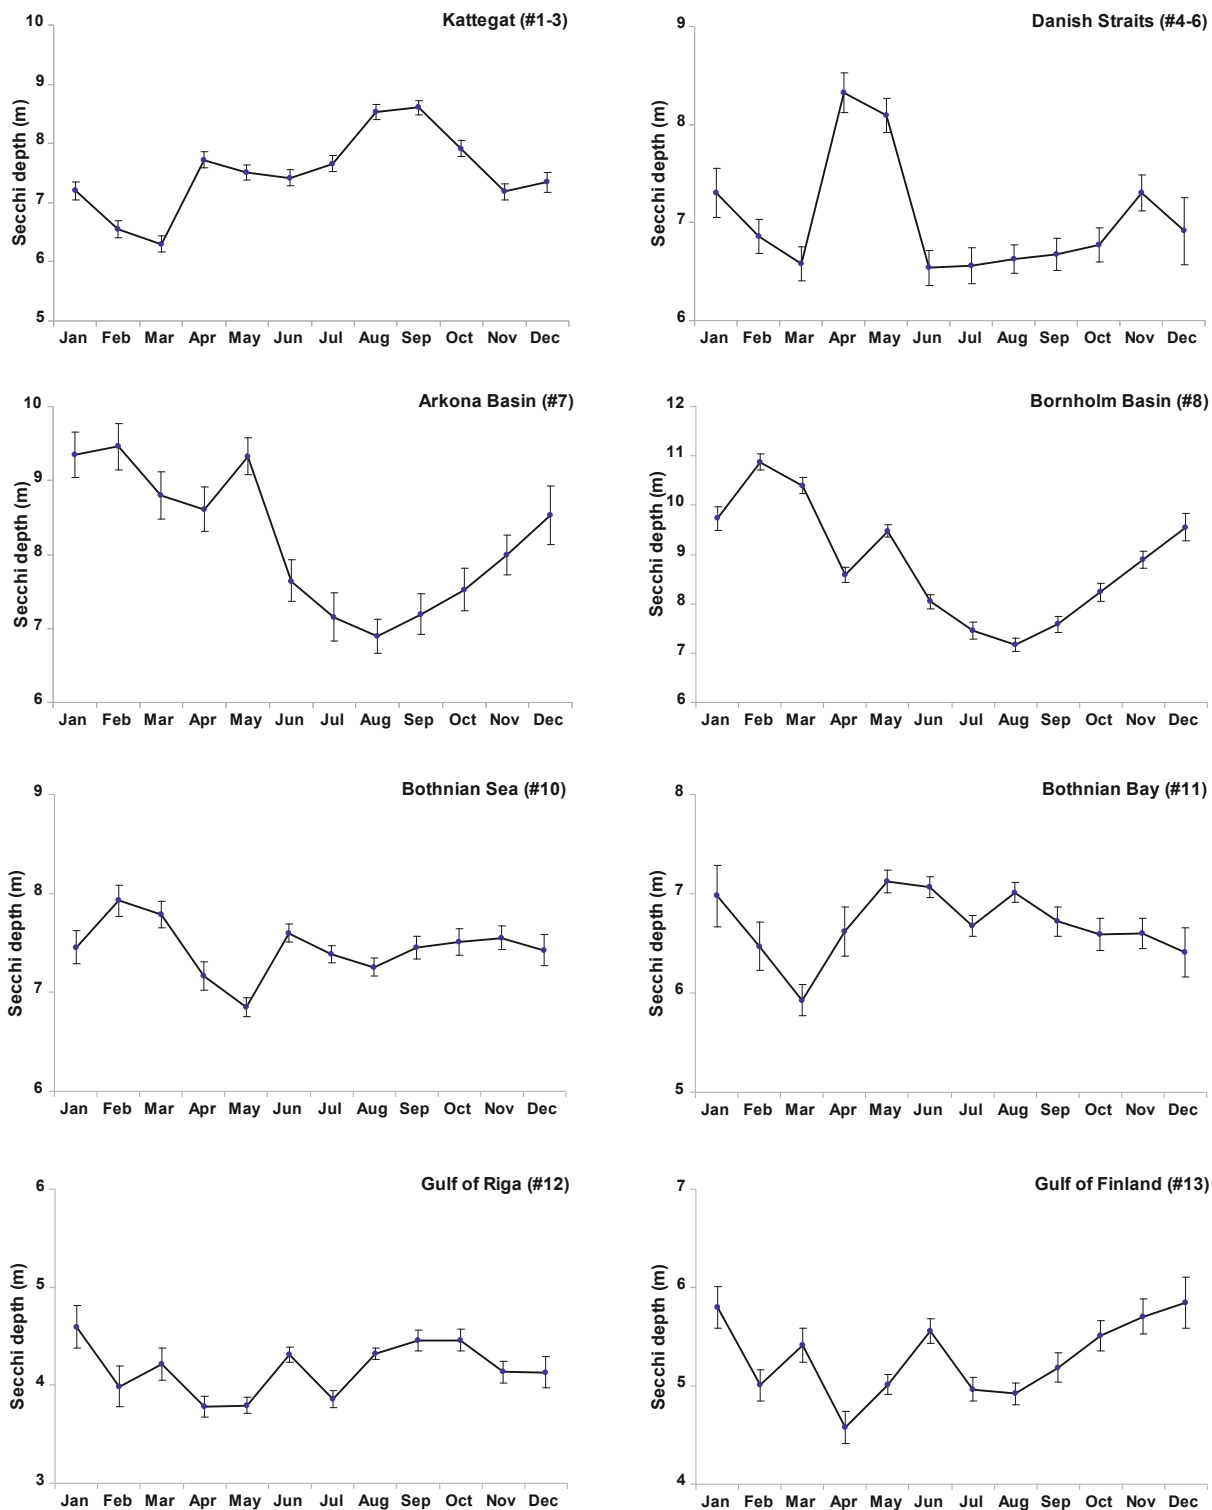 Kattegat (#1-3)
Secchi depth (m)
10
9
8
7
6
5
Jan Feb Mar Apr May Jun Jul Aug Sep Oct Nov Dec
Danish Straits (#4-6)
Secchi depth (m)
9
8
7
6
Jan Feb Mar Apr May Jun Jul Aug Sep Oct Nov Dec
Arkona Basin (#7)
Secchi depth (m)
10
9
8
7
6
Jan Feb Mar Apr May Jun Jul Aug Sep Oct Nov Dec
Bornholm Basin (#8)
Secchi depth (m)
12
11
10
9
8
7
6
Jan Feb Mar Apr May Jun Jul Aug Sep Oct Nov Dec
Bothnian Sea (#10)
Secchi depth (m)
9
8
7
6
Jan Feb Mar Apr May Jun Jul Aug Sep Oct Nov Dec
Bothnian Bay (#11)
Secchi depth (m)
8
7
6
5
Jan Feb Mar Apr May Jun Jul Aug Sep Oct Nov Dec
Gulf of Riga (#12)
Secchi depth (m)
6
5
4
3
Jan Feb Mar Apr May Jun Jul Aug Sep Oct Nov Dec
Gulf of Finland (#13)
Secchi depth (m)
7
6
5
4
Jan Feb Mar Apr May Jun Jul Aug Sep Oct Nov Dec